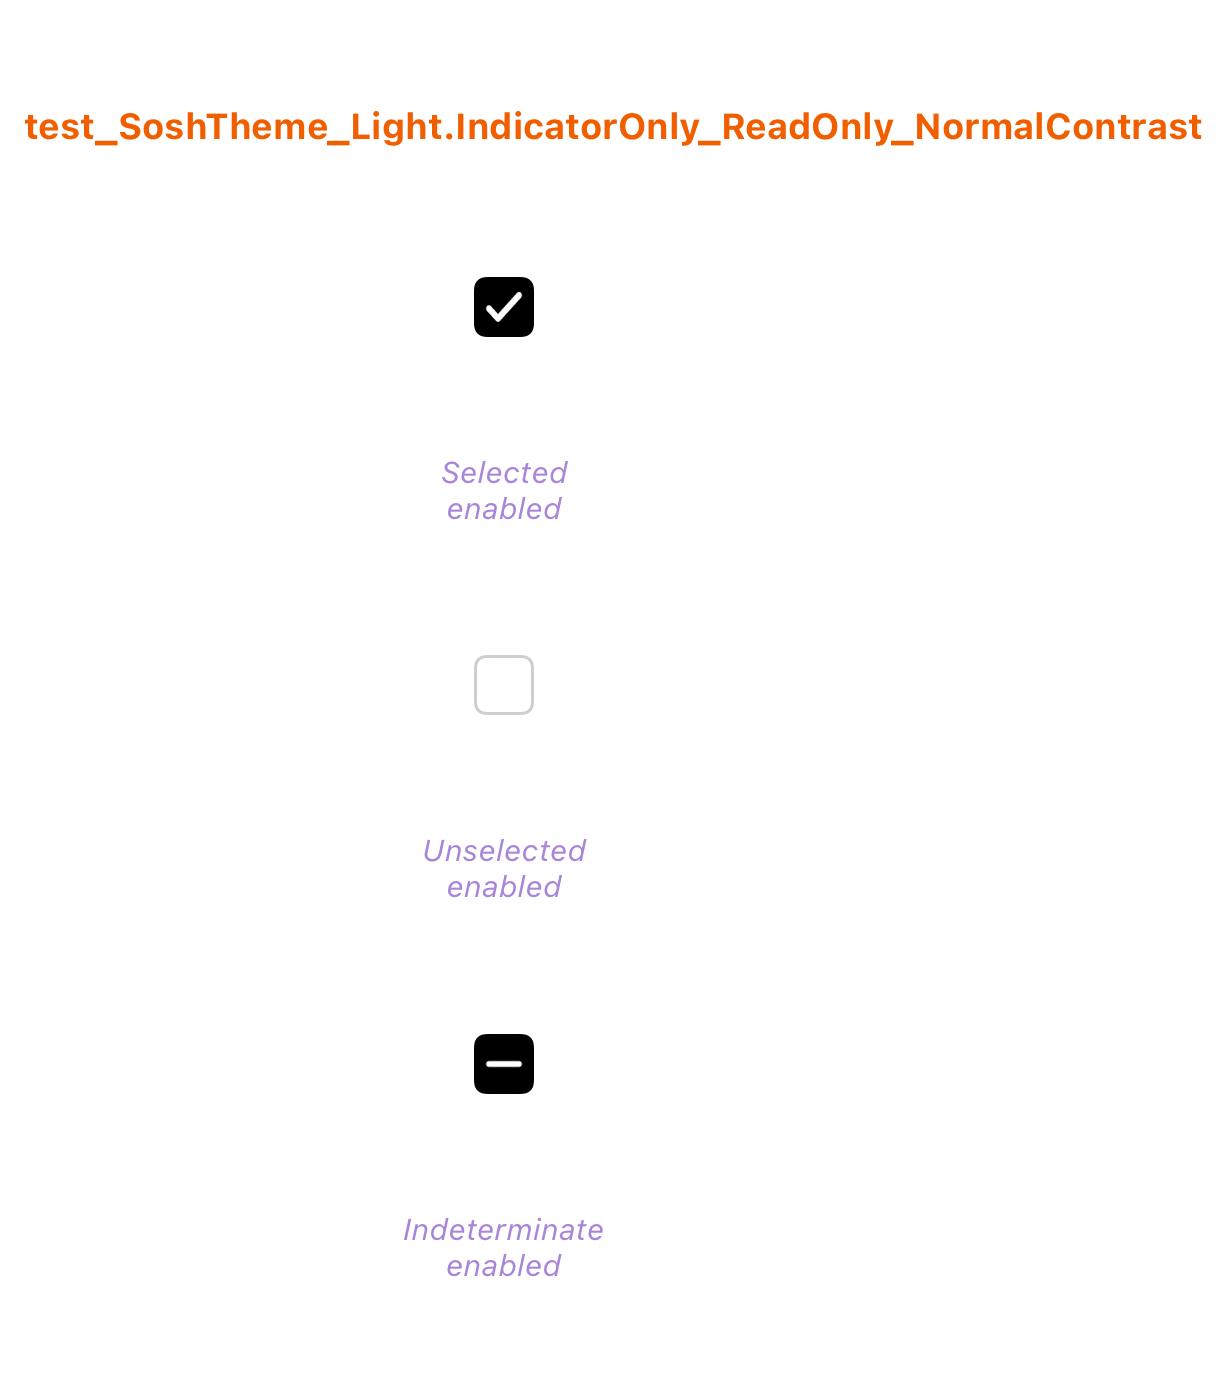 test_SoshTheme_Light.IndicatorOnly_ReadOnly_NormalContrast
Selected
enabled
Unselected
enabled
Indeterminate
enabled